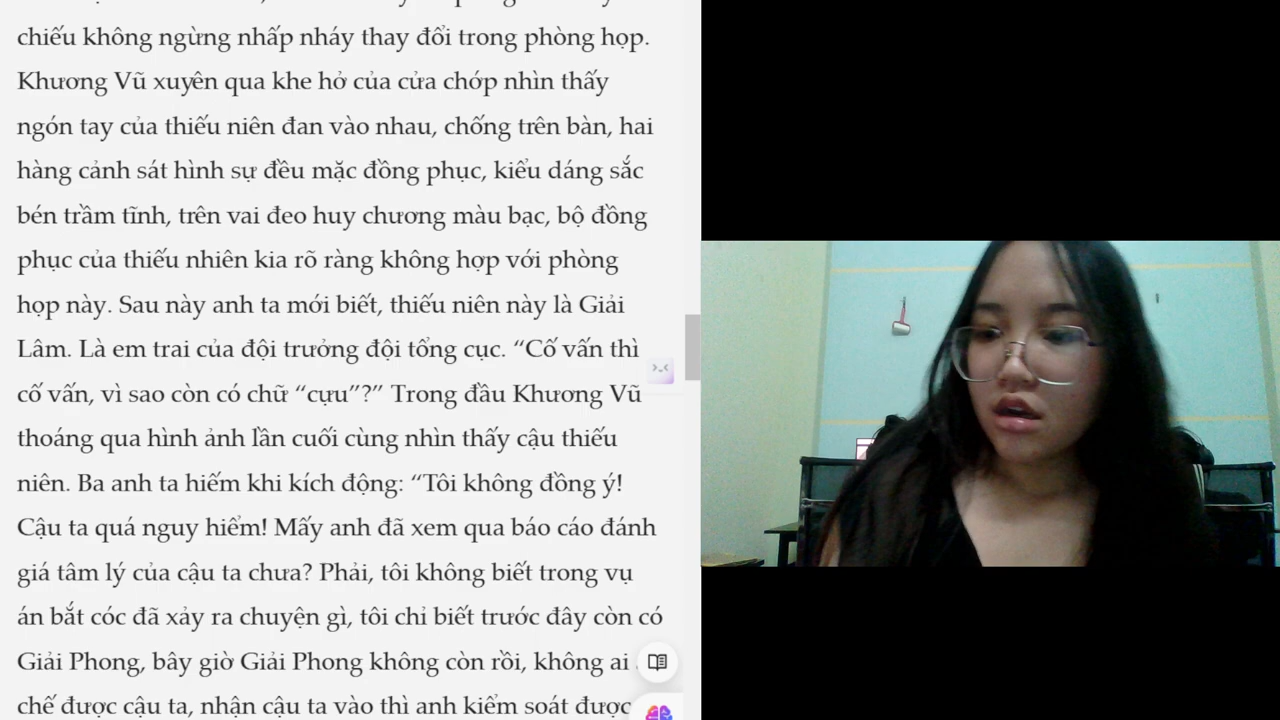 chiếu không ngừng nhấp nháy thay đổi trong phòng họp.
Khương Vũ xuyên qua khe hở của cửa chớp nhìn thấy
ngón tay của thiếu niên đan vào nhau, chống trên bàn, hai
hàng cảnh sát hình sự đều mặc đồng phục, kiểu dáng sắc
bén trầm tĩnh, trên vai đeo huy chương màu bạc, bộ đồng
phục của thiếu nhiên kia rõ ràng không hợp với phòng
họp này. Sau này anh ta mới biết, thiếu niên này là Giải
Lâm. Là em trai của đội trưởng đội tổng cục. “Cố vấn thì
cố vấn, vì sao còn có chữ “cựu”?” Trong đầu Khương Vũ
thoáng qua hình ảnh lần cuối cùng nhìn thấy cậu thiếu
niên. Ba anh ta hiếm khi kích động: “Tôi không đồng ý!
Cậu ta quá nguy hiểm! Mấy anh đã xem qua báo cáo đánh
giá tâm lý của cậu ta chưa? Phải, tôi không biết trong vụ
án bắt cóc đã xảy ra chuyện gì, tôi chỉ biết trước đây còn có
Giải Phong, bây giờ Giải Phong không còn rồi, không ai
chế được cậu ta, nhận cậu ta vào thì anh kiểm soát được